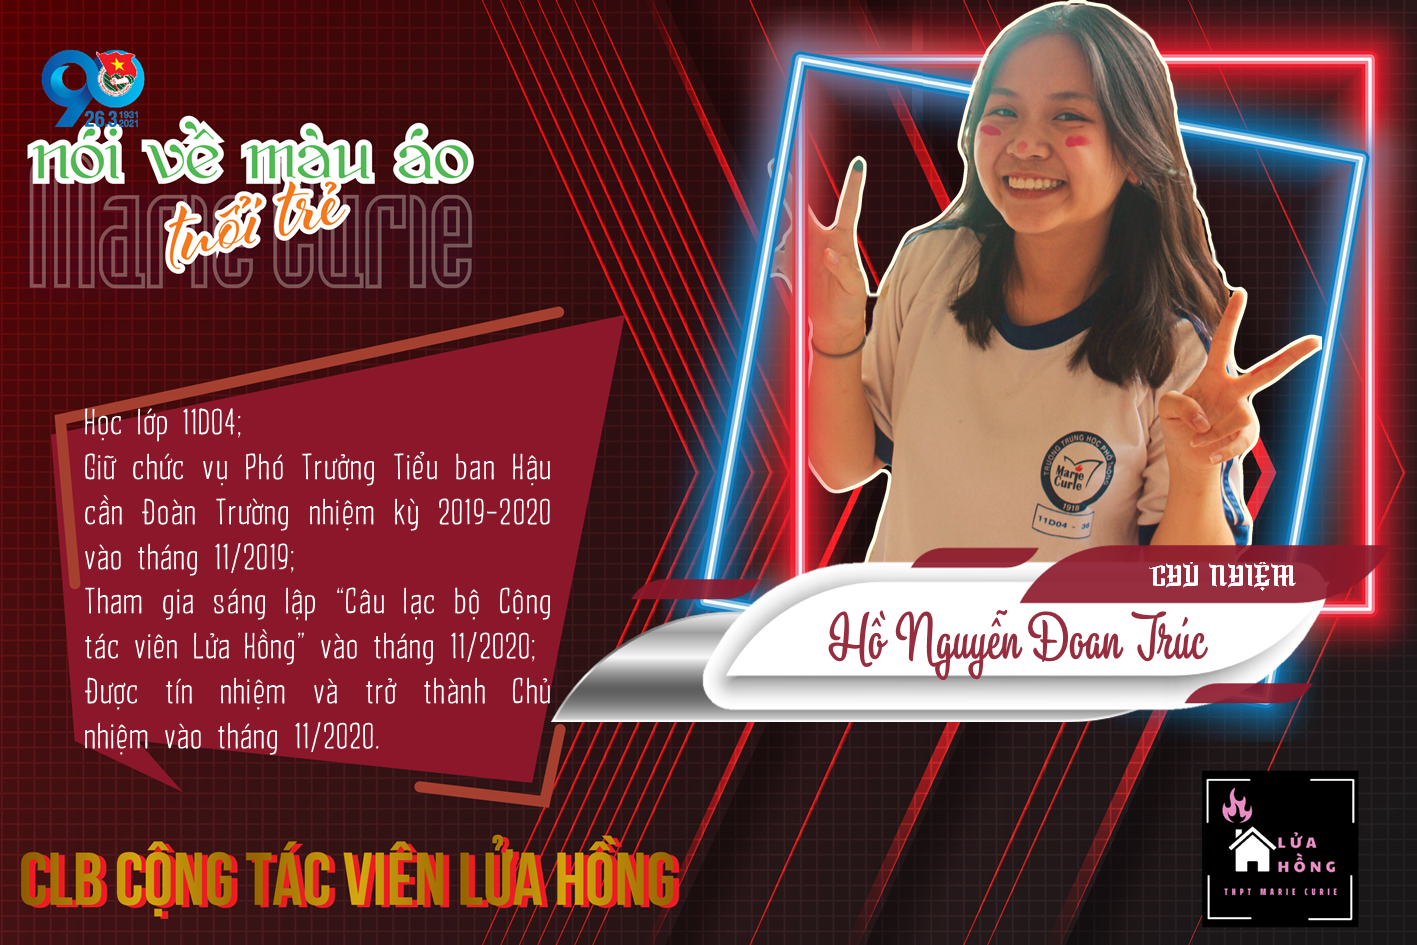 90
26.3 1931
2021
nói về màu áo
tuổi trẻ
Marie Curie
Học lớp 11D04;
Giữ chức vụ Phó Trưởng Tiểu ban Hậu
cần Đoàn Trường nhiệm kỳ 2019-2020
vào tháng 11/2019;
Tham gia sáng lập “Câu lạc bộ Cộng
tác viên Lửa Hồng” vào tháng 11/2020;
Được tín nhiệm và trở thành Chủ
nhiệm vào tháng 11/2020.
CLB CỘNG TÁC VIÊN LỬA HỒNG
TRƯỜNG TRUNG HỌC PHỔ THÔNG
Marie
Curie
1918
11D04 - 36
CHỦ NHIỆM
Hồ Nguyễn Đoan Trúc
LỬA
HỒNG
THPT MARIE CURIE